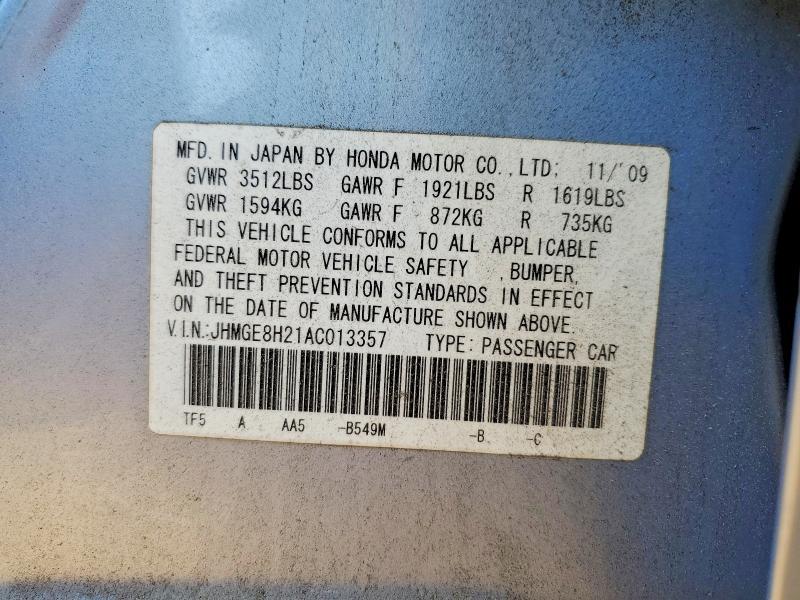 MFD. IN JAPAN BY HONDA MOTOR CO., LTD; 11/'09
GVWR 3512LBS GAWR F 1921LBS R 1619LBS
GVWR 1594KG GAWR F 872KG R 735KG
THIS VEHICLE CONFORMS TO ALL APPLICABLE
FEDERAL MOTOR VEHICLE SAFETY , BUMPER,
AND THEFT PREVENTION STANDARDS IN EFFECT
ON THE DATE OF MANUFACTURE SHOWN ABOVE.
V.I.N.:JHMGE8H21AC013357 TYPE: PASSENGER CAR
TF5 A AA5 -B549M -B -C